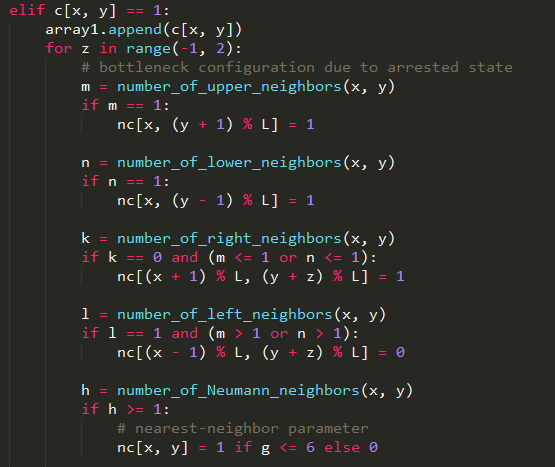 elif c[x, y] == 1:
    array1.append(c[x, y])
    for z in range(-1, 2):
        # bottleneck configuration due to arrested state
        m = number_of_upper_neighbors(x, y)
        if m == 1:
            nc[x, (y + 1) % L] = 1

        n = number_of_lower_neighbors(x, y)
        if n == 1:
            nc[x, (y - 1) % L] = 1

        k = number_of_right_neighbors(x, y)
        if k == 0 and (m <= 1 or n <= 1):
            nc[(x + 1) % L, (y + z) % L] = 1

        l = number_of_left_neighbors(x, y)
        if l == 1 and (m > 1 or n > 1):
            nc[(x - 1) % L, (y + z) % L] = 0

        h = number_of_Neumann_neighbors(x, y)
        if h >= 1:
            # nearest-neighbor parameter
            nc[x, y] = 1 if g <= 6 else 0